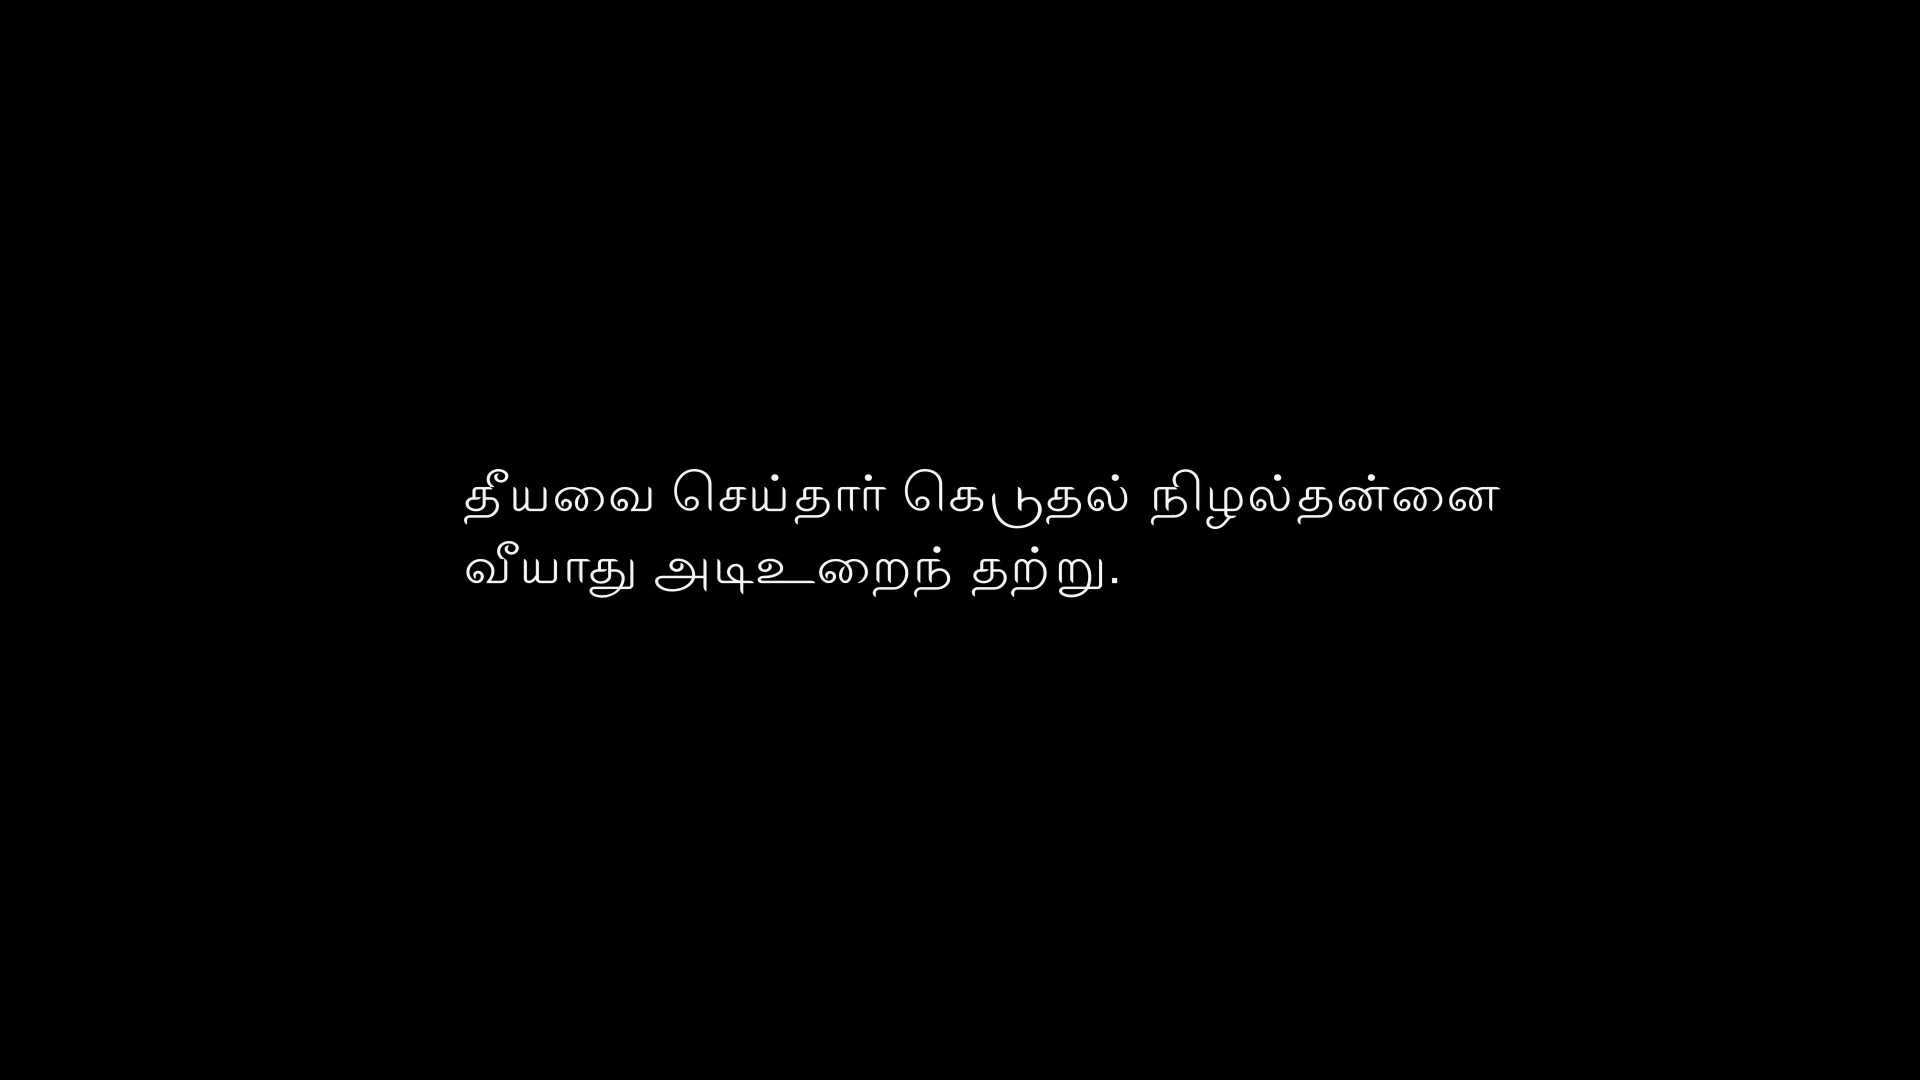 தீயவை செய்தார் கெடுதல் நிழல்தன்னை
வீயாது அடிஉறைந் தற்று.